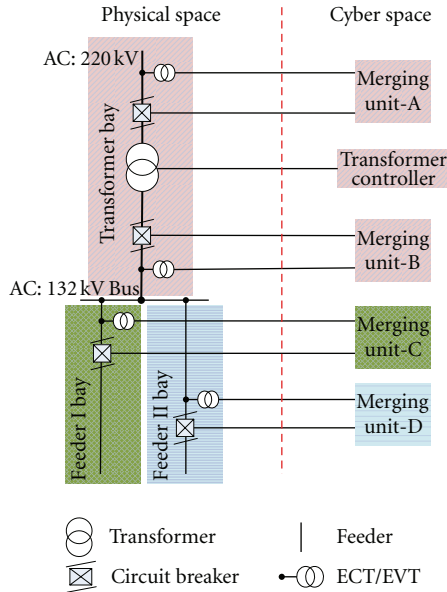 Physical space
Cyber space
AC: 220 kV
Merging
unit-A
Transformer bay
Transformer
controller
Merging
unit-B
AC: 132 kV Bus
Feeder I bay
Feeder II bay
Merging
unit-C
Merging
unit-D
Transformer
Feeder
Circuit breaker
ECT/EVT